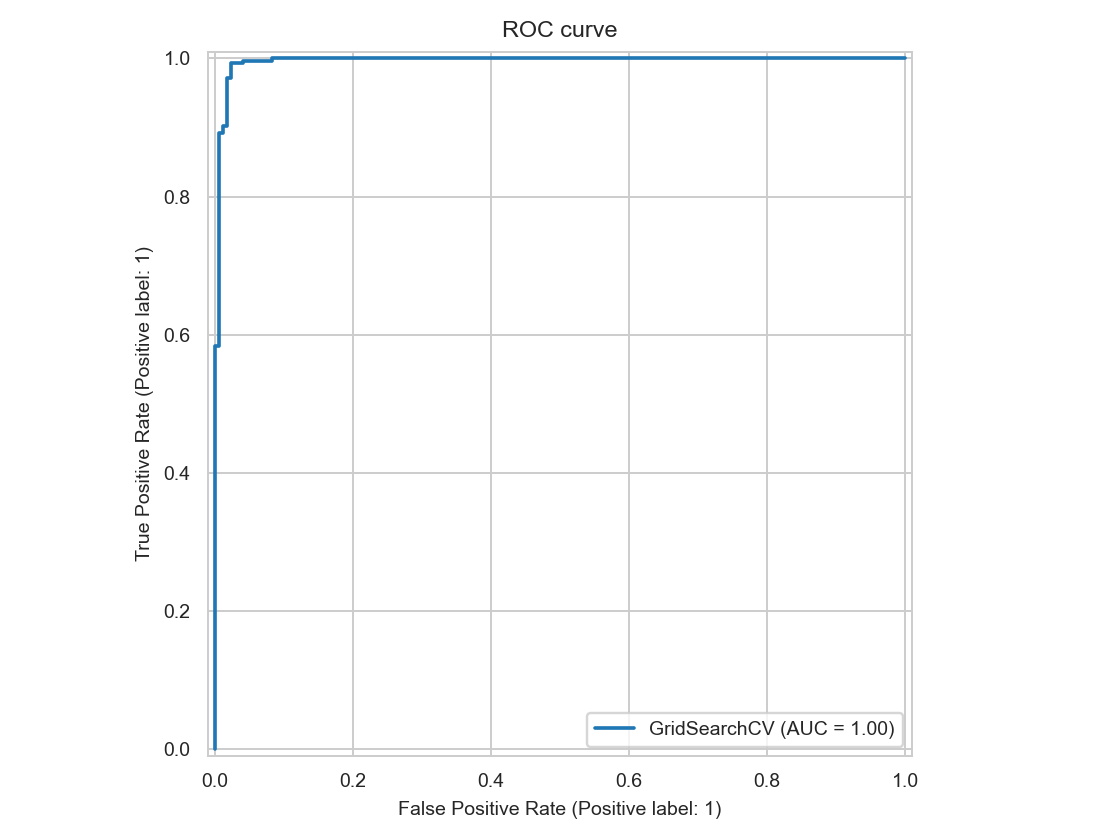 ROC curve
1.0
0.8
0.6
0.4
0.2
0.0
True Positive Rate (Positive label: 1)
GridSearchCV (AUC = 1.00)
0.0 0.2 0.4 0.6 0.8 1.0
False Positive Rate (Positive label: 1)